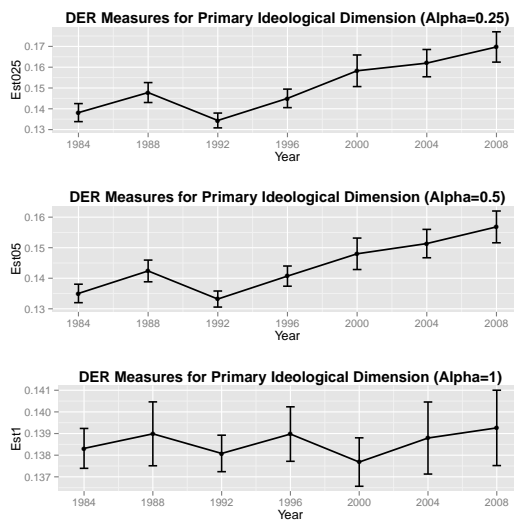 DER Measures for Primary Ideological Dimension (Alpha=0.25)
Est025
0.17
0.16
0.15
0.14
0.13
1984 1988 1992 1996 2000 2004 2008
Year
DER Measures for Primary Ideological Dimension (Alpha=0.5)
Est05
0.16
0.15
0.14
0.13
1984 1988 1992 1996 2000 2004 2008
Year
DER Measures for Primary Ideological Dimension (Alpha=1)
Est1
0.141
0.140
0.139
0.138
0.137
1984 1988 1992 1996 2000 2004 2008
Year